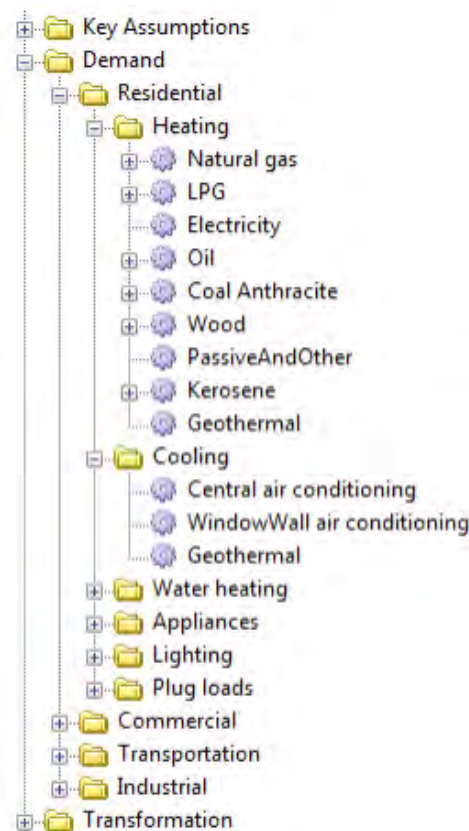 Key Assumptions
Demand
Residential
Heating
Natural gas
LPG
Electricity
Oil
Coal Anthracite
Wood
PassiveAndOther
Kerosene
Geothermal
Cooling
Central air conditioning
WindowWall air conditioning
Geothermal
Water heating
Appliances
Lighting
Plug loads
Commercial
Transportation
Industrial
Transformation